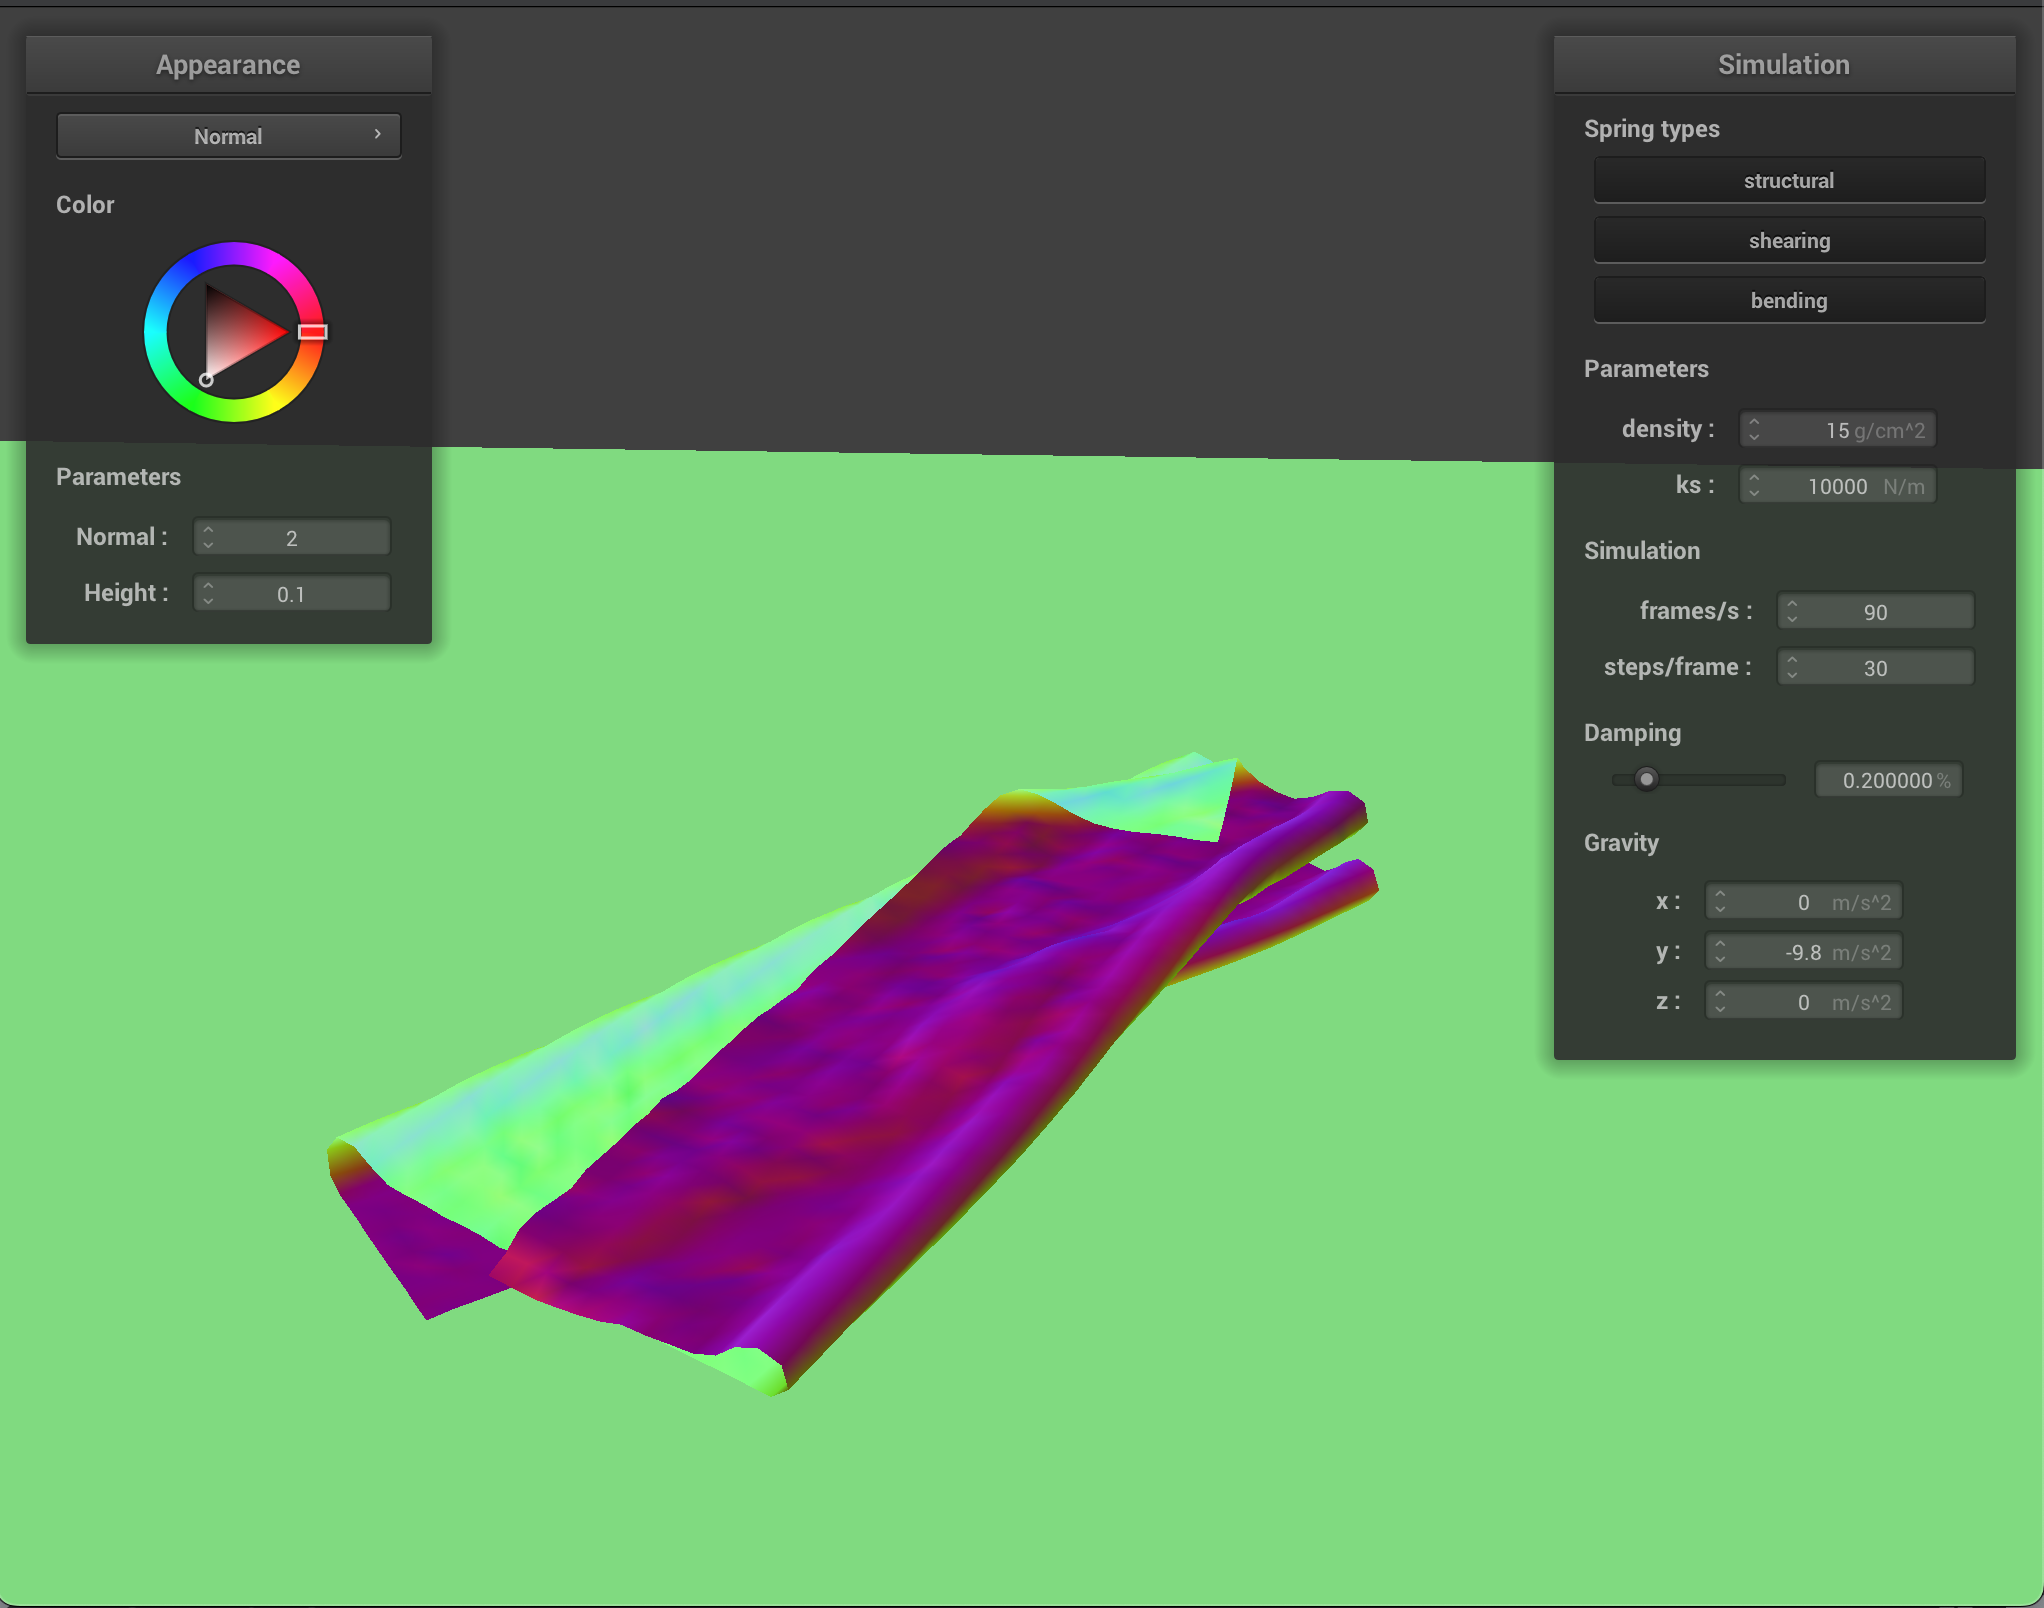 Appearance
Normal
Color
Parameters
Normal : 2
Height : 0.1
Simulation
Spring types
structural
shearing
bending
Parameters
density : 15 g/cm^2
ks : 10000 N/m
Simulation
frames/s : 90
steps/frame : 30
Damping
0.200000 %
Gravity
x : 0 m/s^2
y : -9.8 m/s^2
z : 0 m/s^2